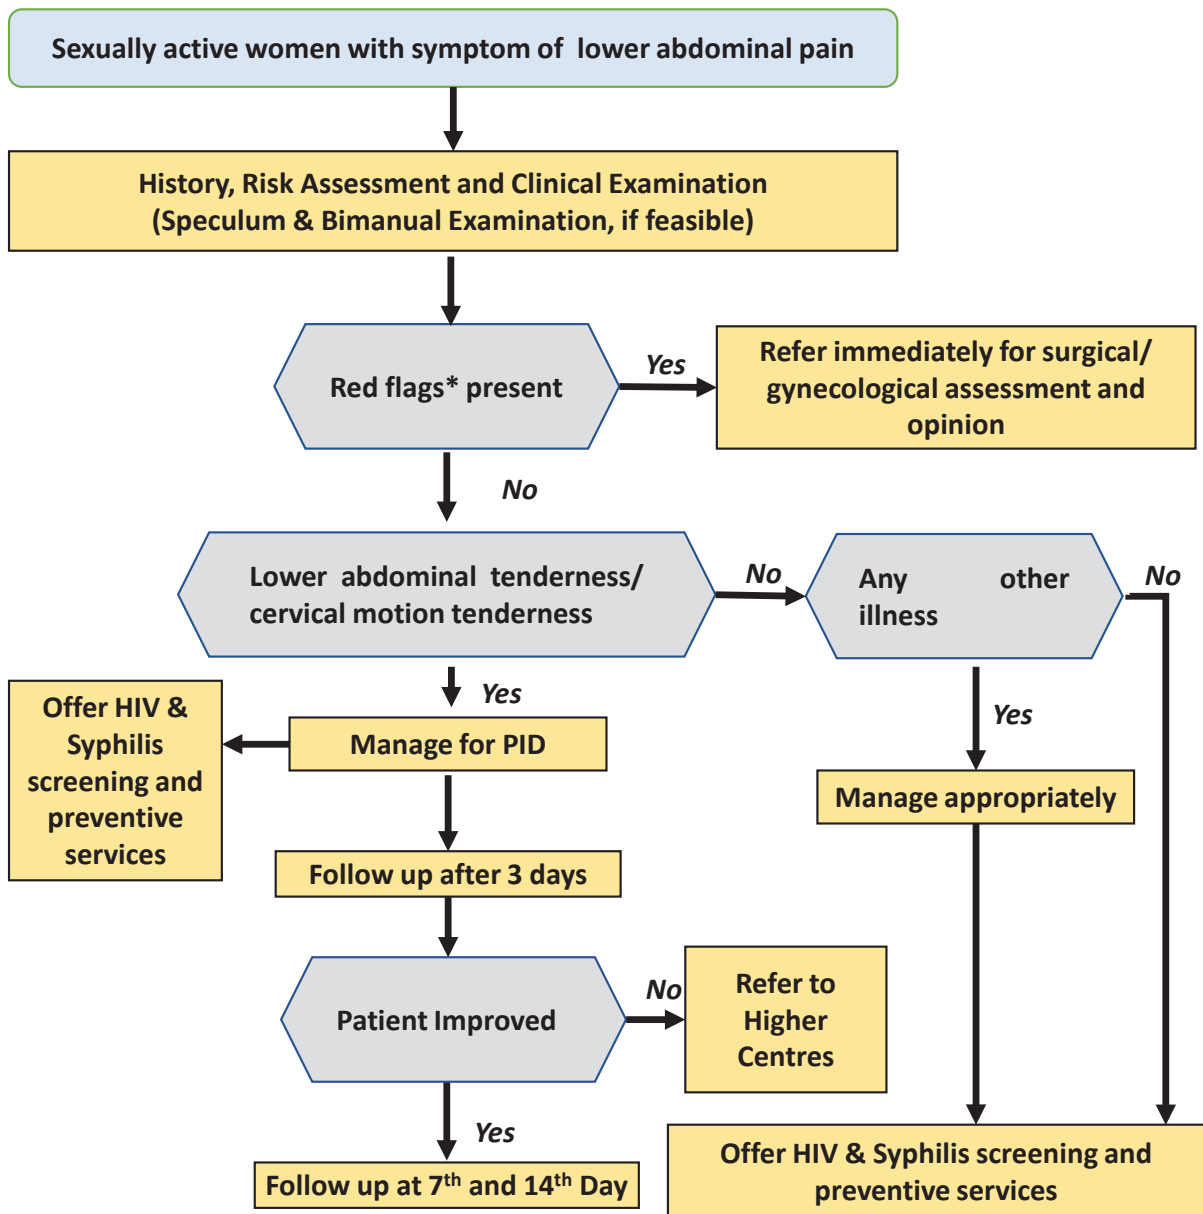 Sexually active women with symptom of lower abdominal pain
History, Risk Assessment and Clinical Examination
(Speculum & Bimanual Examination, if feasible)
Red flags* present
Yes
Refer immediately for surgical/
gynecological assessment and
opinion
No
Lower abdominal tenderness/
cervical motion tenderness
No
Any other
illness
No
Yes
Offer HIV &
Syphilis
screening and
preventive
services
Manage for PID
Yes
Manage appropriately
Follow up after 3 days
Patient Improved
No
Refer to
Higher
Centres
Yes
Follow up at 7th and 14th Day
Offer HIV & Syphilis screening and
preventive services